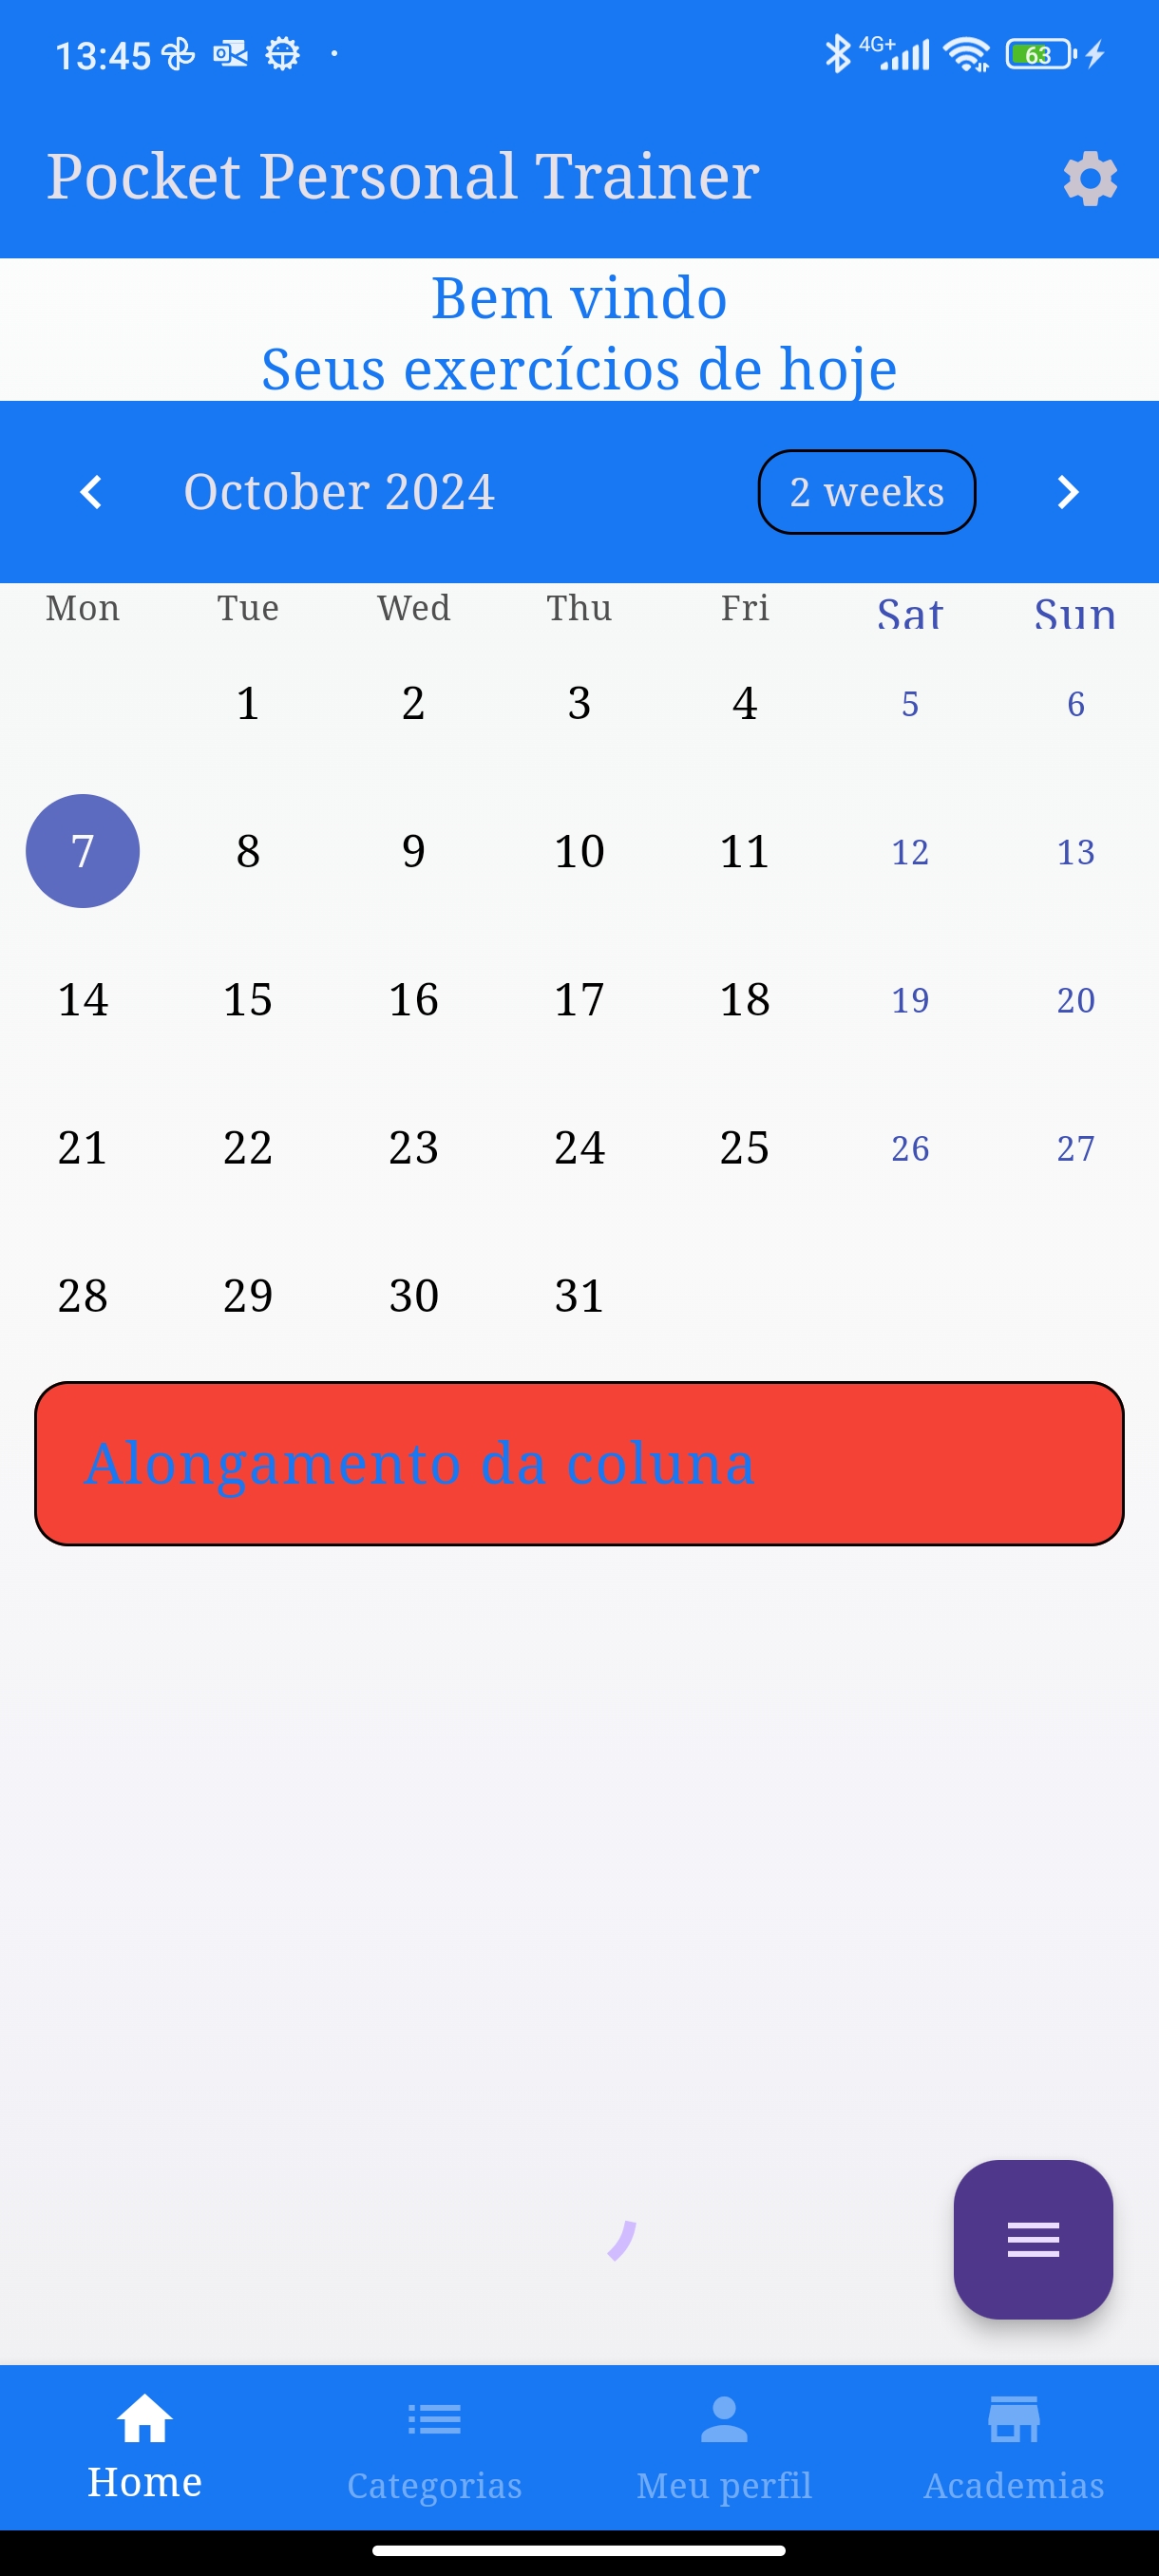 13:45 4G+ 63
Pocket Personal Trainer
Bem vindo
Seus exercícios de hoje
October 2024 2 weeks
Mon Tue Wed Thu Fri Sat Sun
1 2 3 4 5 6
7 8 9 10 11 12 13
14 15 16 17 18 19 20
21 22 23 24 25 26 27
28 29 30 31
Alongamento da coluna
Home Categorias Meu perfil Academias